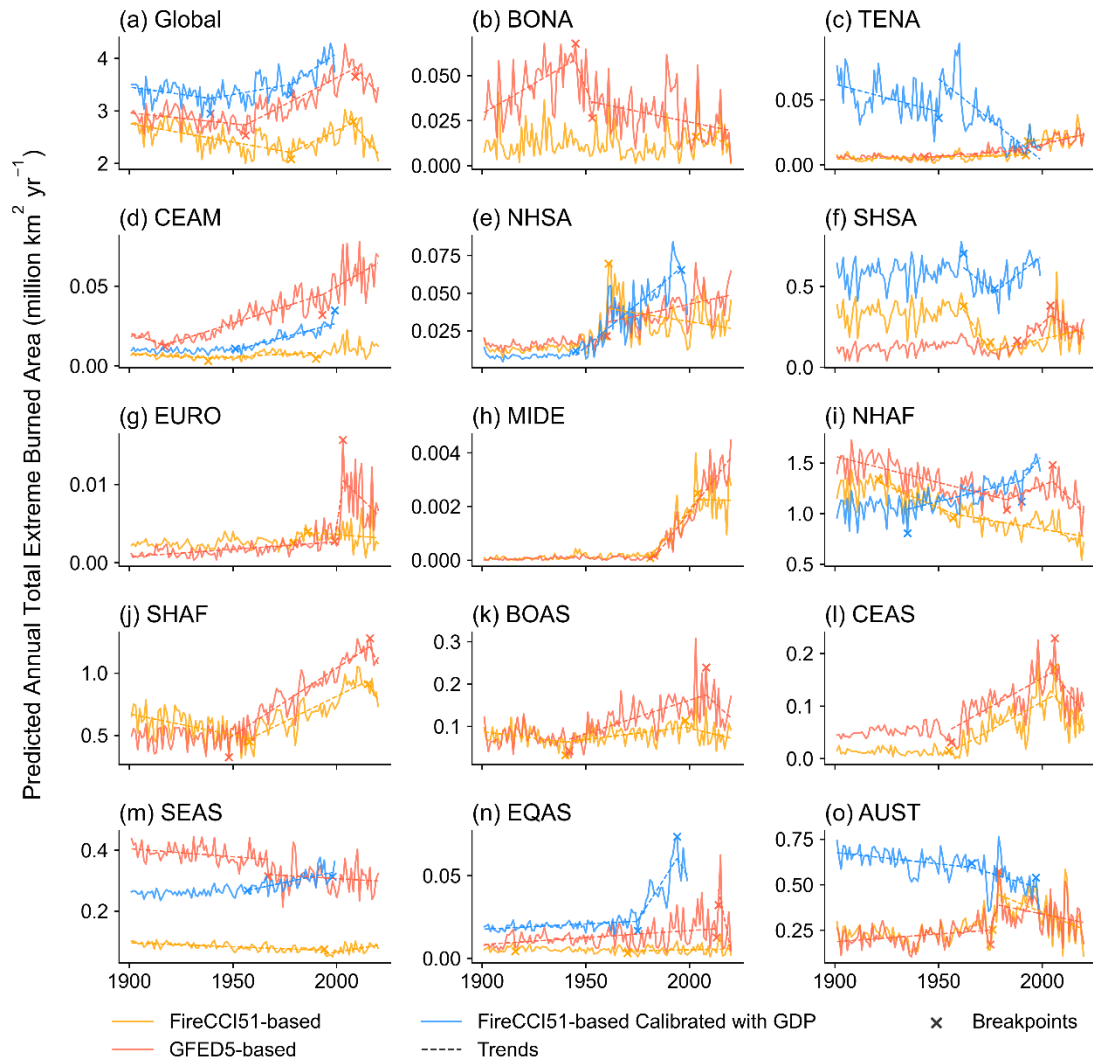 (a) Global
(b) BONA
(c) TENA
4
3
2
0.050
0.025
0.000
0.05
0.00
(d) CEAM
(e) NHSA
(f) SHSA
0.05
0.00
0.075
0.050
0.025
0.5
0.0
(g) EURO
(h) MIDE
(i) NHAF
0.01
0.00
0.004
0.002
0.000
1.5
1.0
0.5
(j) SHAF
(k) BOAS
(l) CEAS
1.0
0.5
0.3
0.2
0.1
0.2
0.1
0.0
(m) SEAS
(n) EQAS
(o) AUST
0.4
0.2
0.05
0.00
0.75
0.50
0.25
1900 1950 2000
1900 1950 2000
1900 1950 2000
Predicted Annual Total Extreme Burned Area (million km² yr⁻¹)
FireCCI51-based
FireCCI51-based Calibrated with GDP
Breakpoints
GFED5-based
Trends